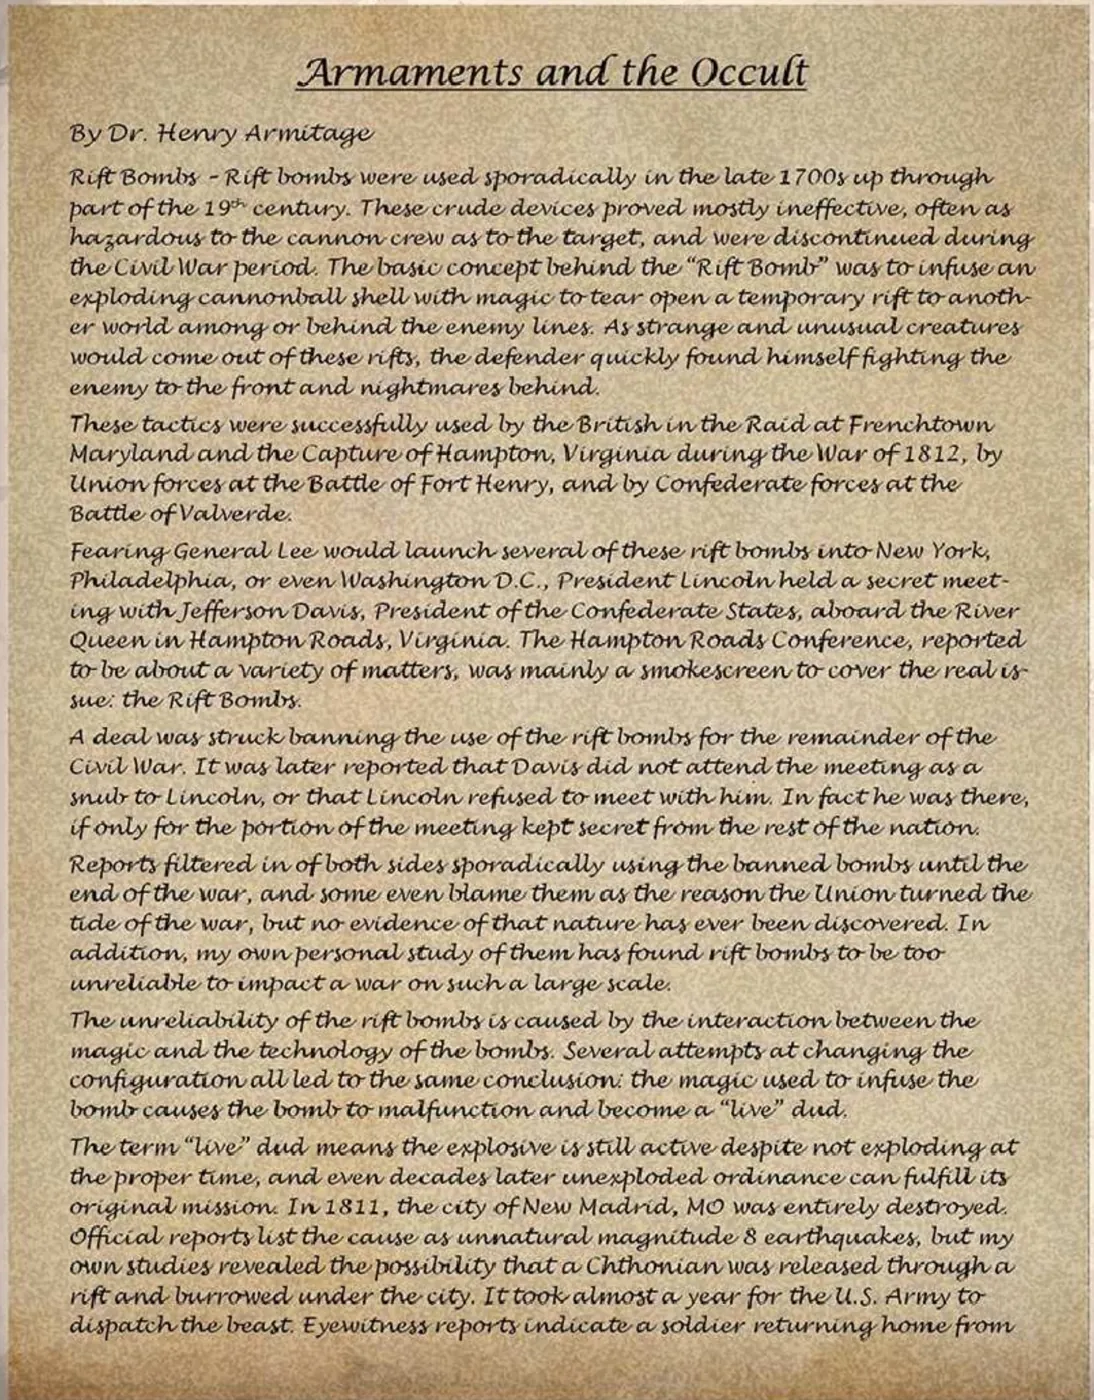 Armaments and the Occult
By Dr. Henry Armitage
Rift Bombs - Rift bombs were used sporadically in the late 1700s up through
part of the 19th century. These crude devices proved mostly ineffective, often as
hazardous to the cannon crew as to the target, and were discontinued during
the Civil War period. The basic concept behind the “Rift Bomb” was to infuse an
exploding cannonball shell with magic to tear open a temporary rift to anoth-
er world among or behind the enemy lines. As strange and unusual creatures
would come out of these rifts, the defender quickly found himself fighting the
enemy to the front and nightmares behind.
These tactics were successfully used by the British in the Raid at Frenchtown
Maryland and the Capture of Hampton, Virginia during the War of 1812, by
Union forces at the Battle of Fort Henry, and by Confederate forces at the
Battle of Valverde.
Fearing General Lee would launch several of these rift bombs into New York,
Philadelphia, or even Washington D.C., President Lincoln held a secret meet-
ing with Jefferson Davis, President of the Confederate States, aboard the River
Queen in Hampton Roads, Virginia. The Hampton Roads Conference, reported
to be about a variety of matters, was mainly a smokescreen to cover the real is-
sue: the Rift Bombs.
A deal was struck banning the use of the rift bombs for the remainder of the
Civil War. It was later reported that Davis did not attend the meeting as a
snub to Lincoln, or that Lincoln refused to meet with him. In fact he was there,
if only for the portion of the meeting kept secret from the rest of the nation.
Reports filtered in of both sides sporadically using the banned bombs until the
end of the war, and some even blame them as the reason the Union turned the
tide of the war, but no evidence of that nature has ever been discovered. In
addition, my own personal study of them has found rift bombs to be too
unreliable to impact a war on such a large scale.
The unreliability of the rift bombs is caused by the interaction between the
magic and the technology of the bombs. Several attempts at changing the
configuration all led to the same conclusion: the magic used to infuse the
bomb causes the bomb to malfunction and become a “live” dud.
The term “live” dud means the explosive is still active despite not exploding at
the proper time, and even decades later unexploded ordinance can fulfill its
original mission. In 1811, the city of New Madrid, MO was entirely destroyed.
Official reports list the cause as unnatural magnitude 8 earthquakes, but my
own studies revealed the possibility that a Chthonian was released through a
rift and burrowed under the city. It took almost a year for the U.S. Army to
dispatch the beast. Eyewitness reports indicate a soldier returning home from